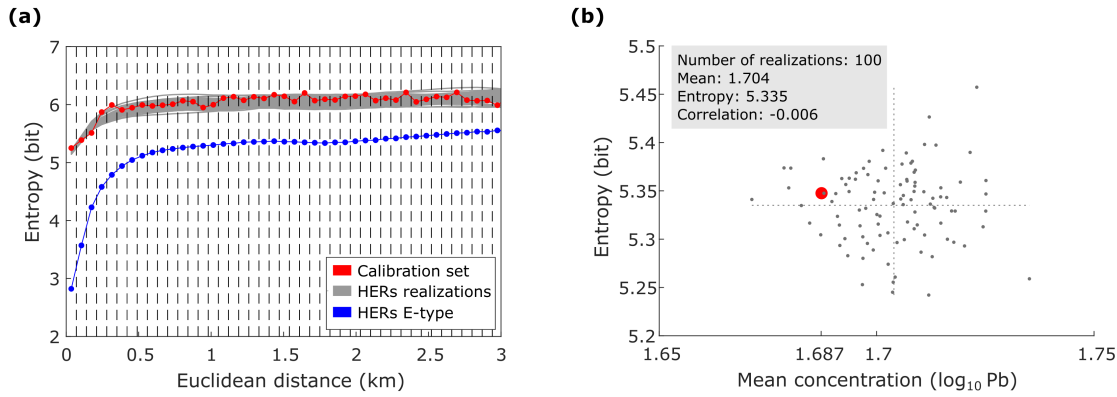 (a)
7
6
5
4
3
2
Entropy (bit)
0
0.5
1
1.5
2
2.5
3
Euclidean distance (km)
Calibration set
HERs realizations
HERs E-type
(b)
5.5
5.45
5.4
5.35
5.3
5.25
5.2
Entropy (bit)
Number of realizations: 100
Mean: 1.704
Entropy: 5.335
Correlation: -0.006
1.65
1.687
1.7
1.75
Mean concentration (log₁₀ Pb)